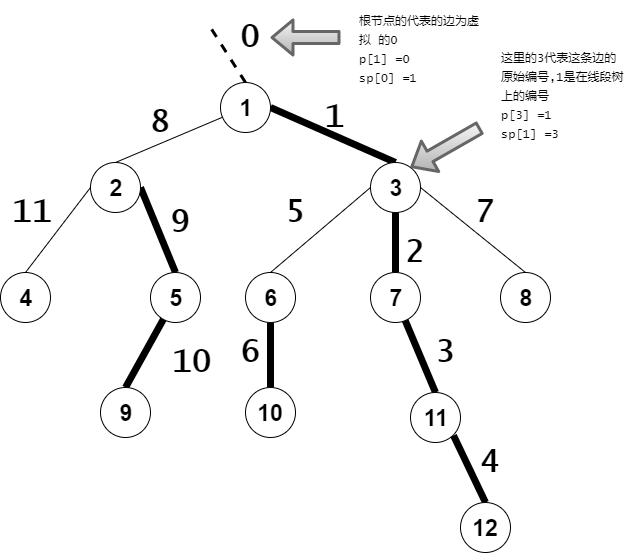 0
根节点的代表的边为虚
拟 的0
p[1] =0
sp[0] =1
这里的3代表这条边的
原始编号,1是在线段树
上的编号
p[3] =1
sp[1] =3
1
8
1
2
3
11
9
5
2
7
4
5
6
7
8
10
6
3
9
10
11
4
12